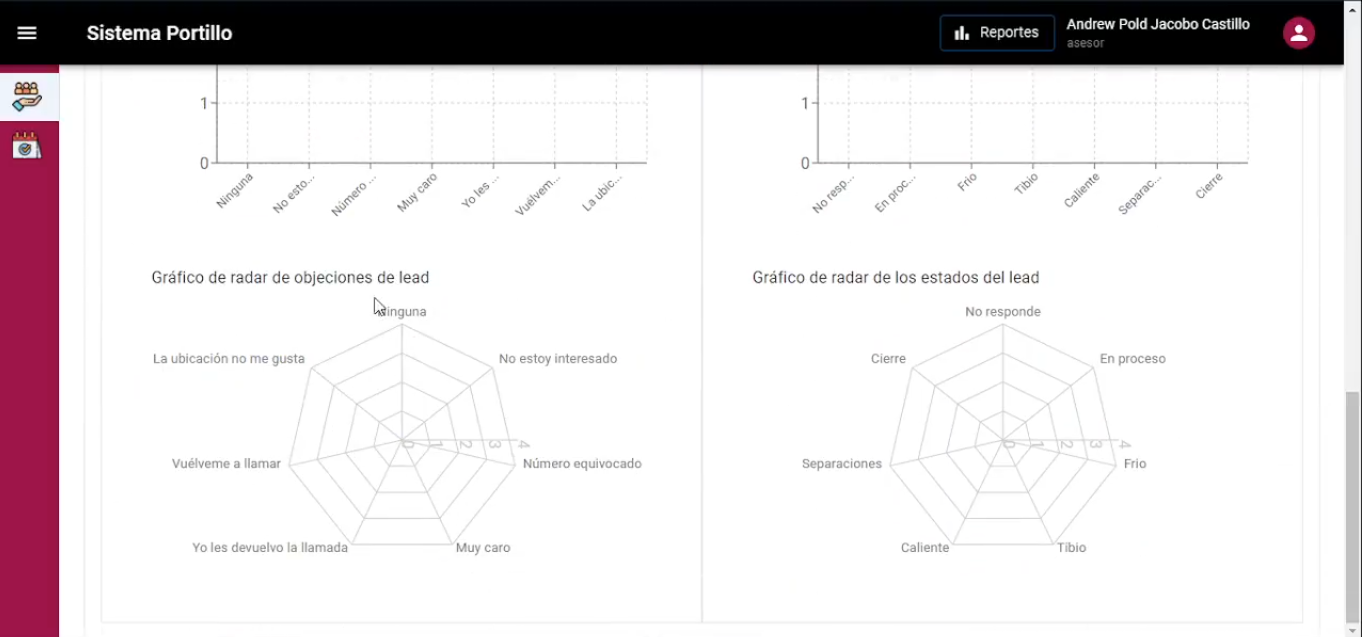 Sistema Portillo
Reportes
Andrew Pold Jacobo Castillo
asesor
1
0
Ninguna
No esto...
Número ...
Muy caro
Yo les ...
Vuélvem...
La ubic...
1
0
No resp...
En proc...
Frio
Tibio
Caliente
Separac...
Cierre
Gráfico de radar de objeciones de lead
Ninguna
La ubicación no me gusta
No estoy interesado
0 1 2 3 4
Vuélveme a llamar
Número equivocado
Yo les devuelvo la llamada
Muy caro
Gráfico de radar de los estados del lead
No responde
Cierre
En proceso
0 1 2 3 4
Separaciones
Frio
Caliente
Tibio